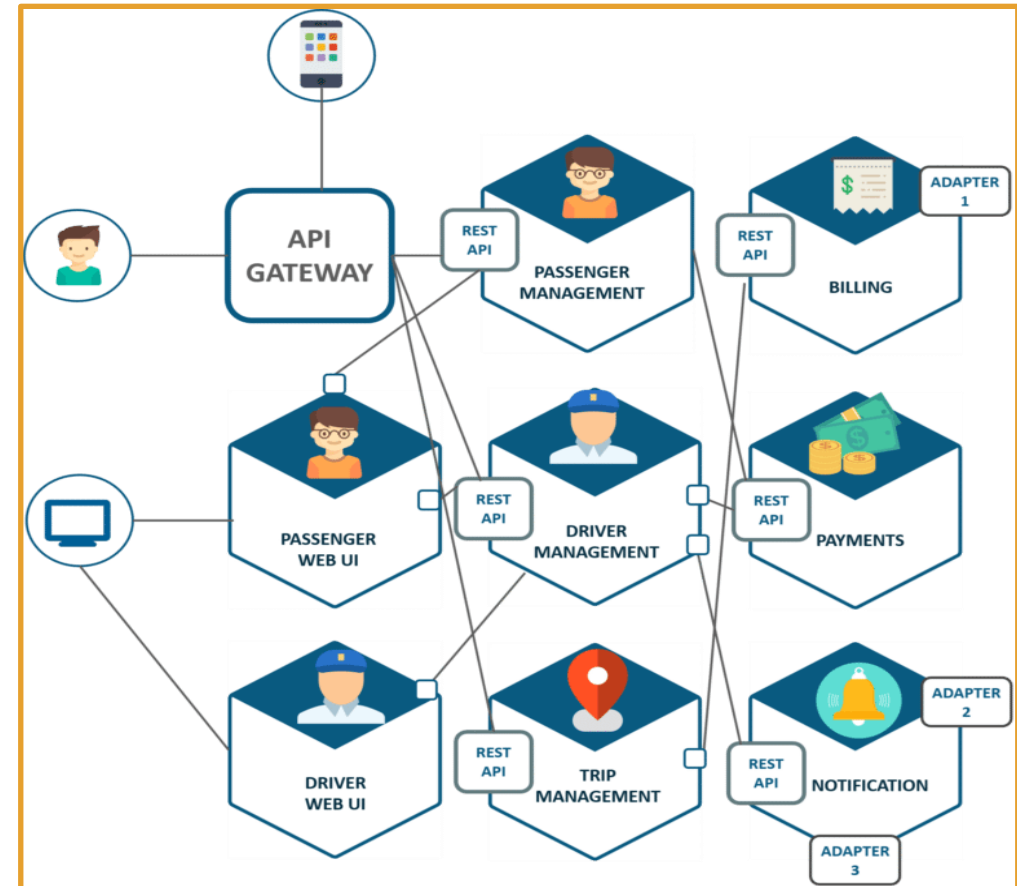 API
GATEWAY
REST
API
PASSENGER
MANAGEMENT
REST
API
BILLING
ADAPTER
1
PASSENGER
WEB UI
REST
API
DRIVER
MANAGEMENT
REST
API
PAYMENTS
DRIVER
WEB UI
REST
API
TRIP
MANAGEMENT
REST
API
NOTIFICATION
ADAPTER
2
ADAPTER
3